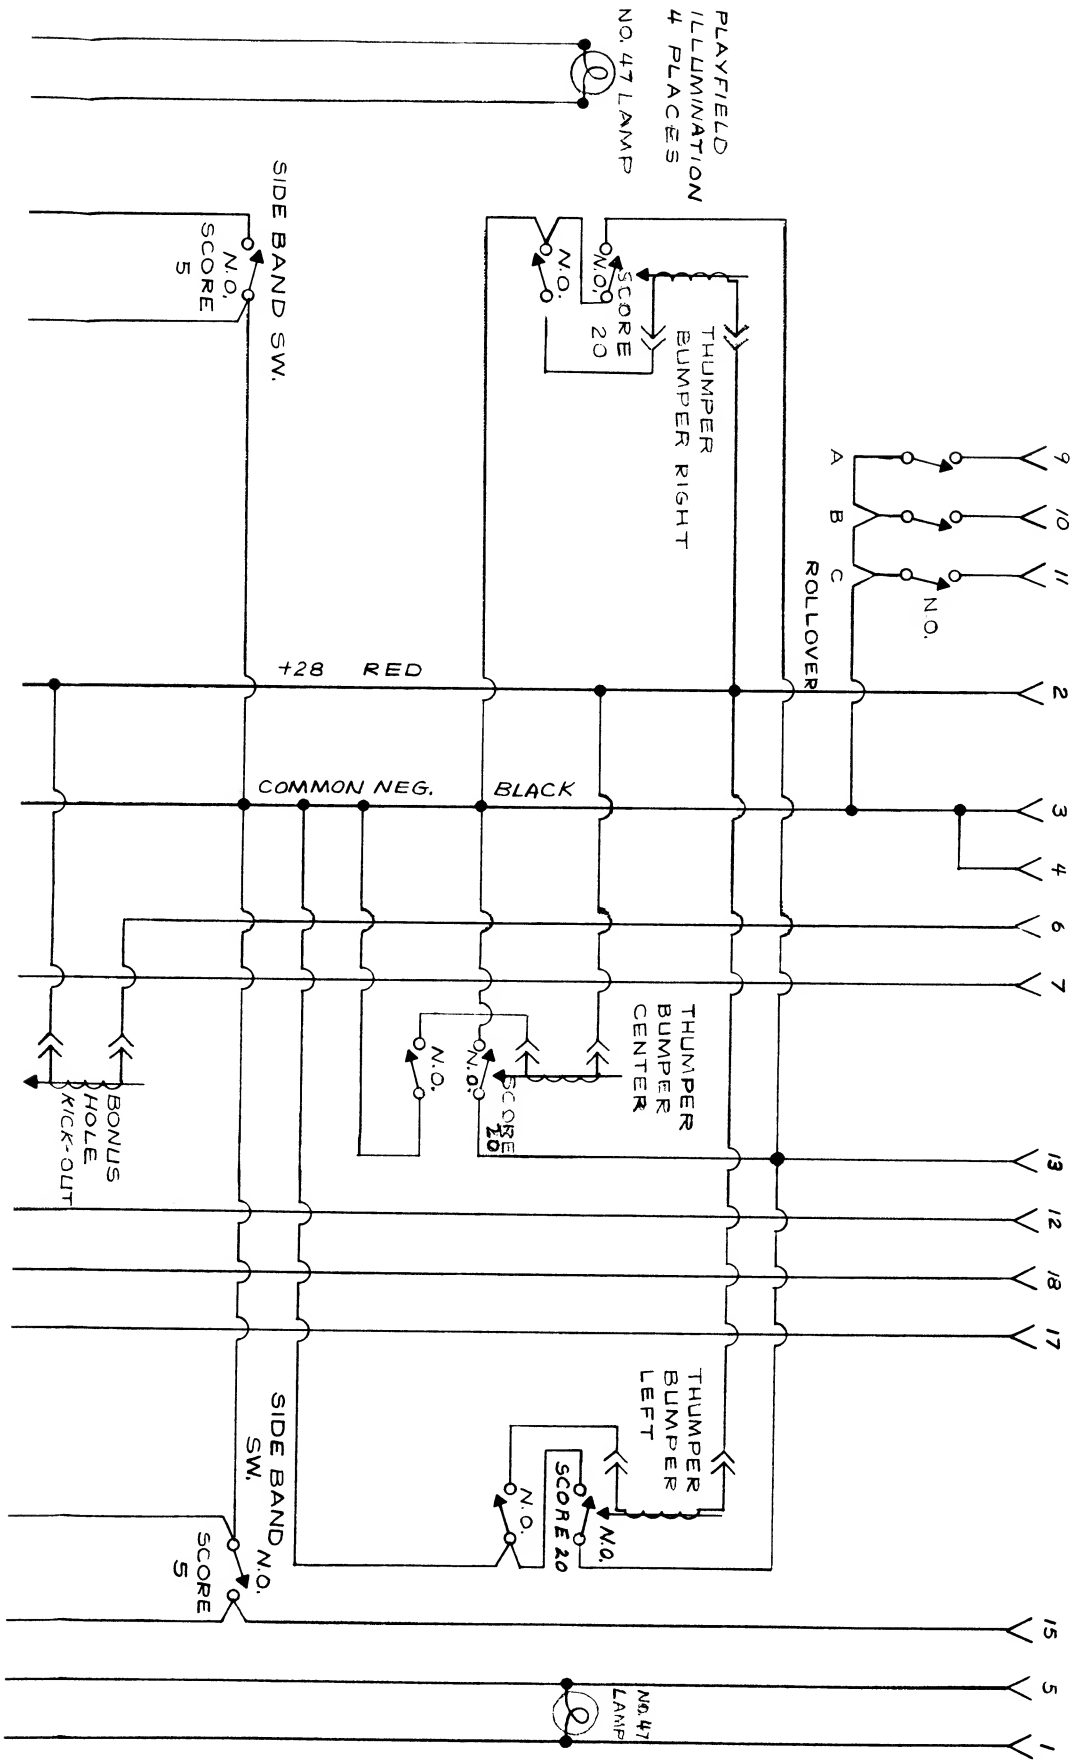 PLAYFIELD
ILLUMINATION
4 PLACES
NO. 47 LAMP
SIDE BAND SW.
N.O.
SCORE
5
N.O.
N.O.
SCORE
20
THUMPER
BUMPER RIGHT
9
10
11
A
B
C
N.O.
ROLLOVER
+28 RED
2
COMMON NEG. BLACK
3
4
6
7
THUMPER
BUMPER
CENTER
N.O.
N.O.
SCORE
20
BONUS
HOLE
KICK-OUT
13
12
18
17
THUMPER
BUMPER
LEFT
N.O.
SCORE 20
N.O.
SIDE BAND
SW.
N.O.
SCORE
5
15
5
NO. 47
LAMP
1